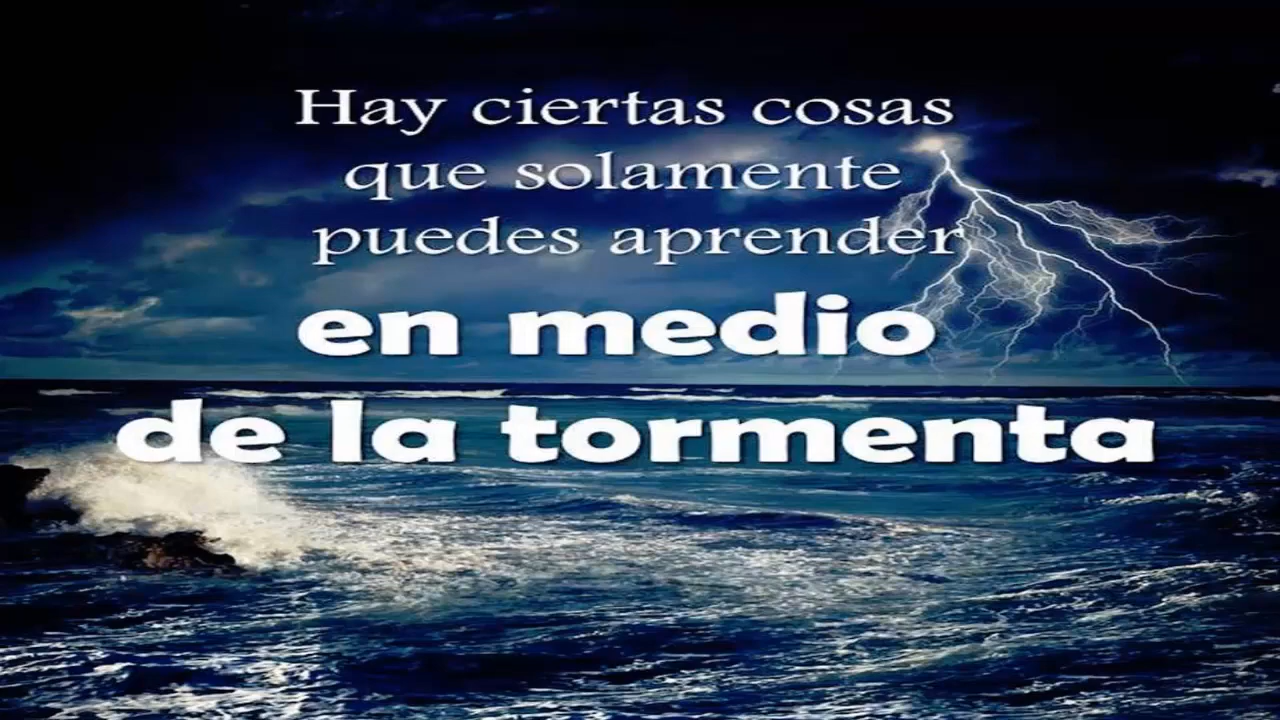 Hay ciertas cosas
que solamente
puedes aprender
en medio
de la tormenta